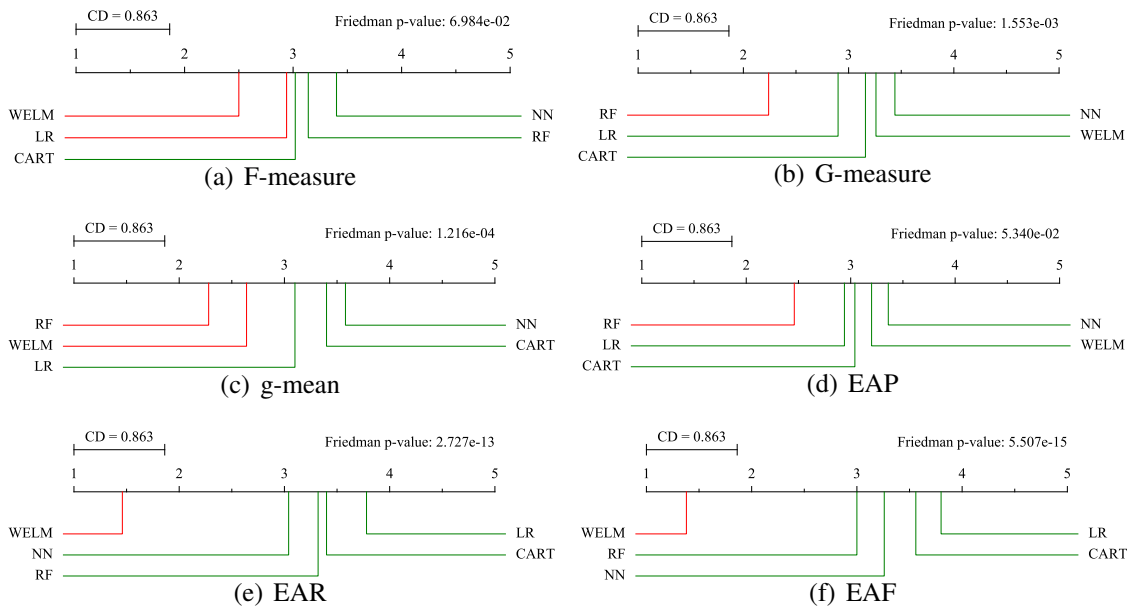 CD = 0.863
Friedman p-value: 6.984e-02
1 2 3 4 5
WELM
LR
CART
NN
RF
(a) F-measure
CD = 0.863
Friedman p-value: 1.553e-03
1 2 3 4 5
RF
LR
CART
NN
WELM
(b) G-measure
CD = 0.863
Friedman p-value: 1.216e-04
1 2 3 4 5
RF
WELM
LR
NN
CART
(c) g-mean
CD = 0.863
Friedman p-value: 5.340e-02
1 2 3 4 5
RF
LR
CART
NN
WELM
(d) EAP
CD = 0.863
Friedman p-value: 2.727e-13
1 2 3 4 5
WELM
NN
RF
LR
CART
(e) EAR
CD = 0.863
Friedman p-value: 5.507e-15
1 2 3 4 5
WELM
RF
NN
LR
CART
(f) EAF